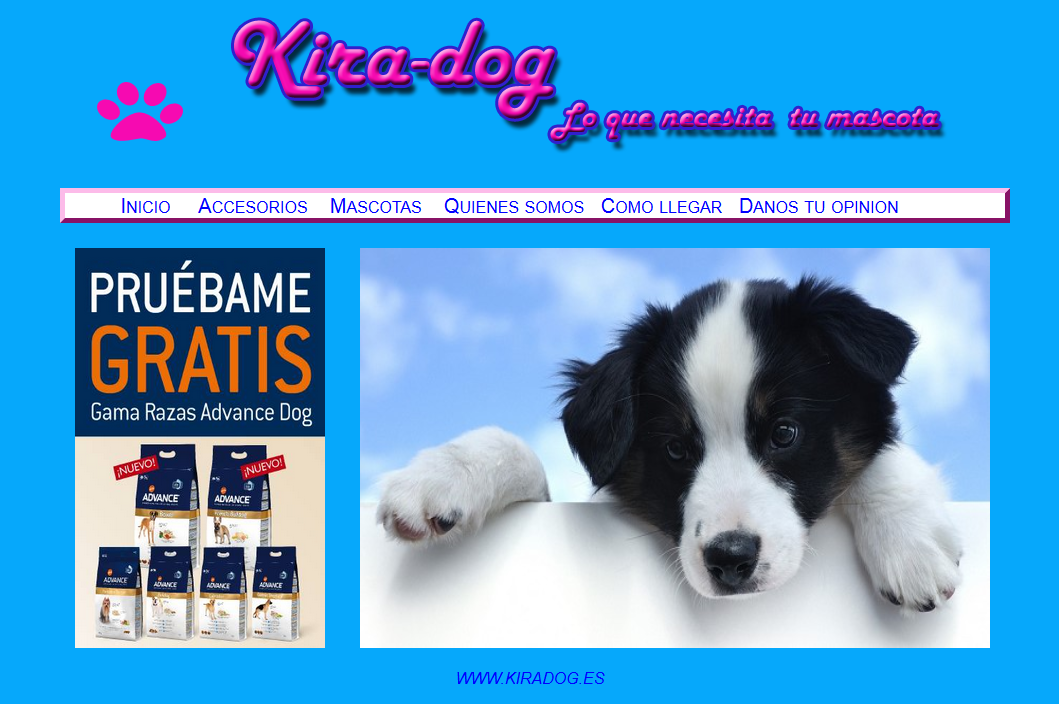 Kira-dog
Lo que necesita tu mascota
INICIO ACCESORIOS MASCOTAS QUIENES SOMOS COMO LLEGAR DANOS TU OPINION
PRUÉBAME
GRATIS
Gama Razas Advance Dog
¡NUEVO! ¡NUEVO!
ADVANCE ADVANCE
ADVANCE ADVANCE ADVANCE ADVANCE
WWW.KIRADOG.ES